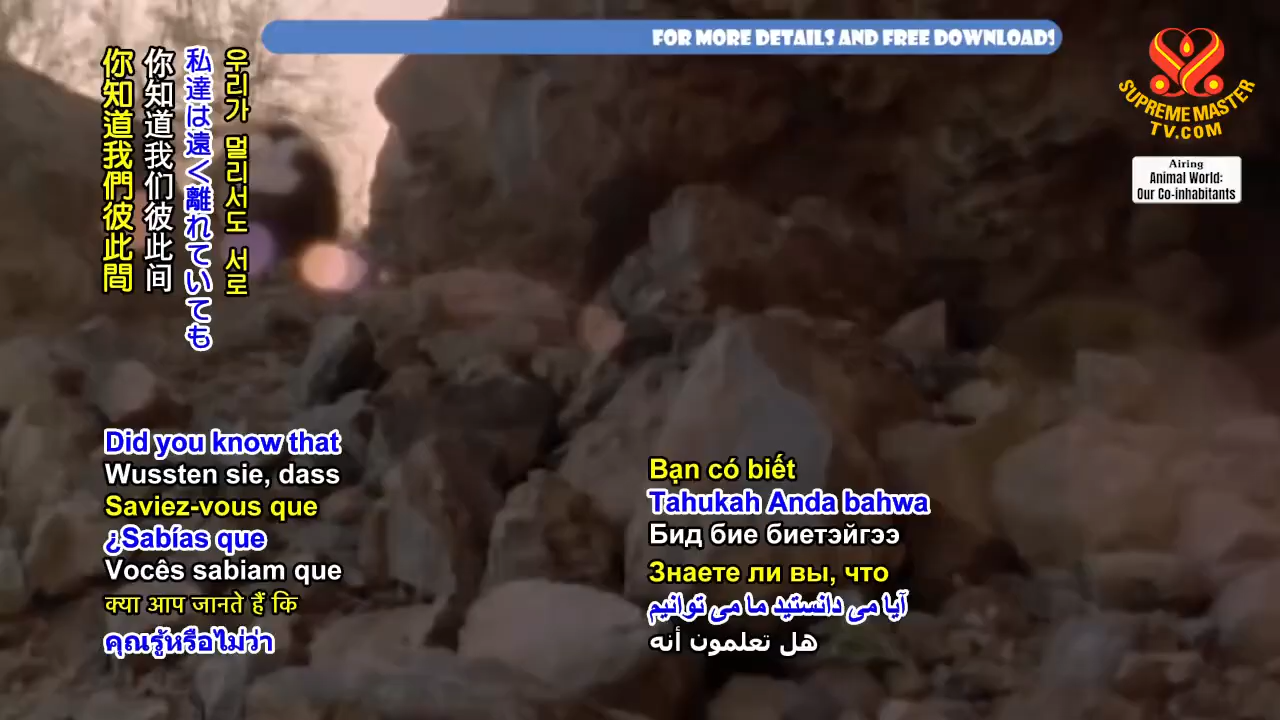 FOR MORE DETAILS AND FREE DOWNLOADS
SUPREME MASTER
TV.COM
Airing
Animal World:
Our Co-inhabitants
우리가 멀리서도 서로
私達は遠く離れていても
你知道我们彼此间
你知道我們彼此間
Did you know that
Wussten sie, dass
Saviez-vous que
¿Sabías que
Vocês sabiam que
क्या आप जानते हैं कि
คุณรู้หรือไม่ว่า
Bạn có biết
Tahukah Anda bahwa
Бид бие биетэйгээ
Знаете ли вы, что
آیا می دانستید ما می توانیم
هل تعلمون أنه